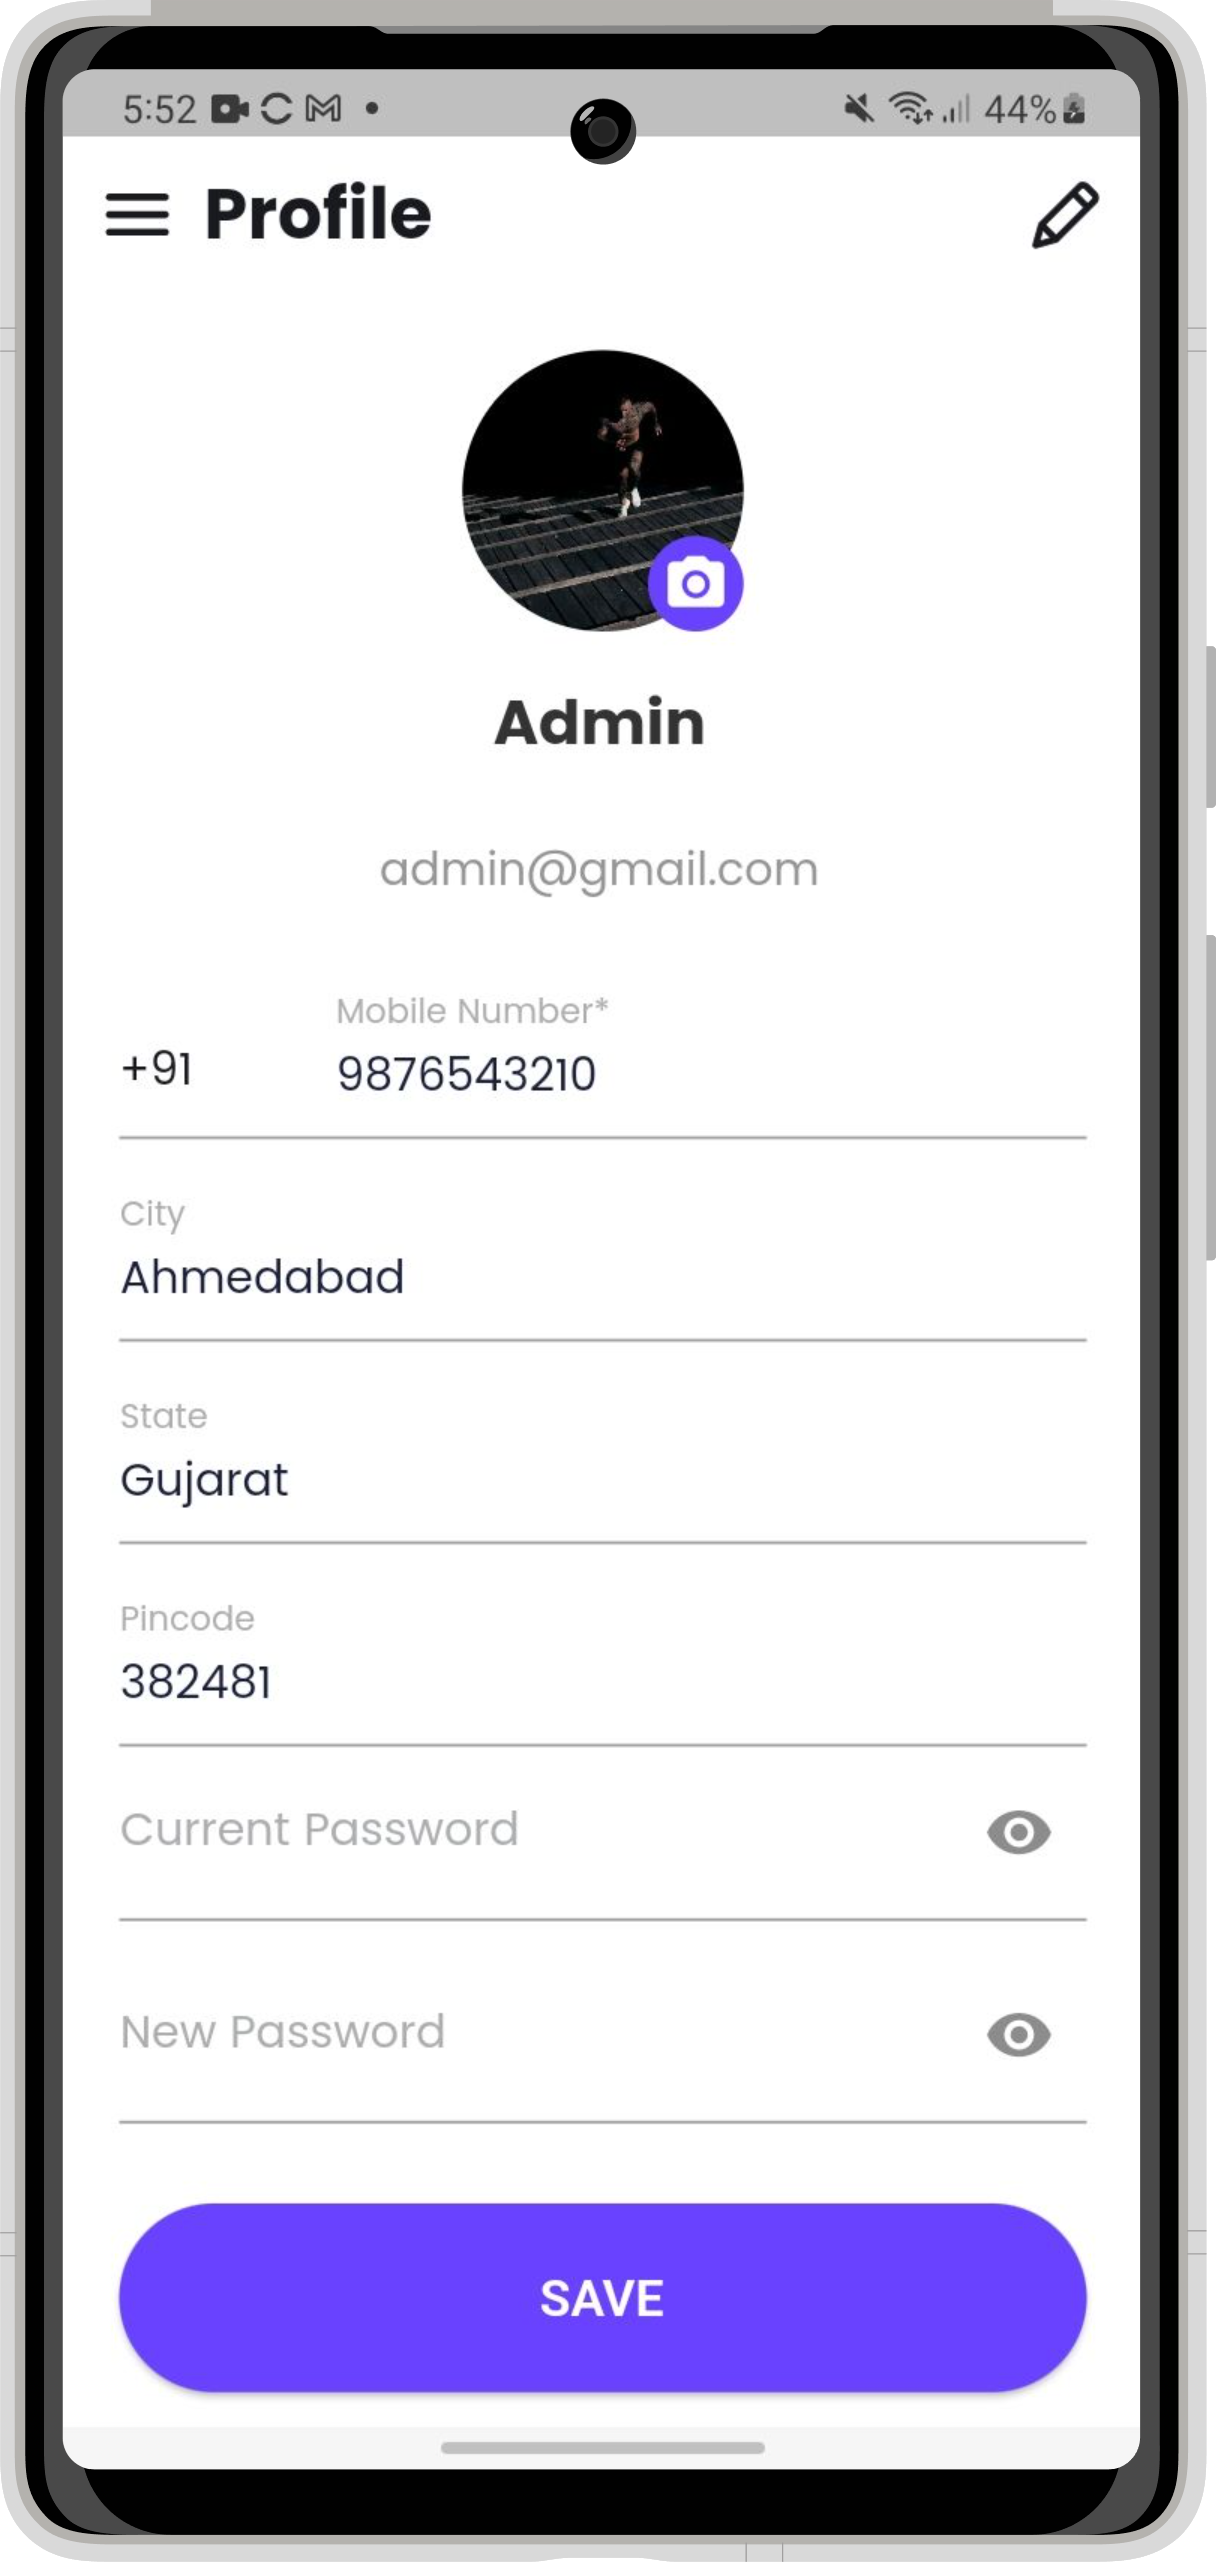 5:52 44%
Profile
Admin
admin@gmail.com
Mobile Number*
+91 9876543210
City
Ahmedabad
State
Gujarat
Pincode
382481
Current Password
New Password
SAVE